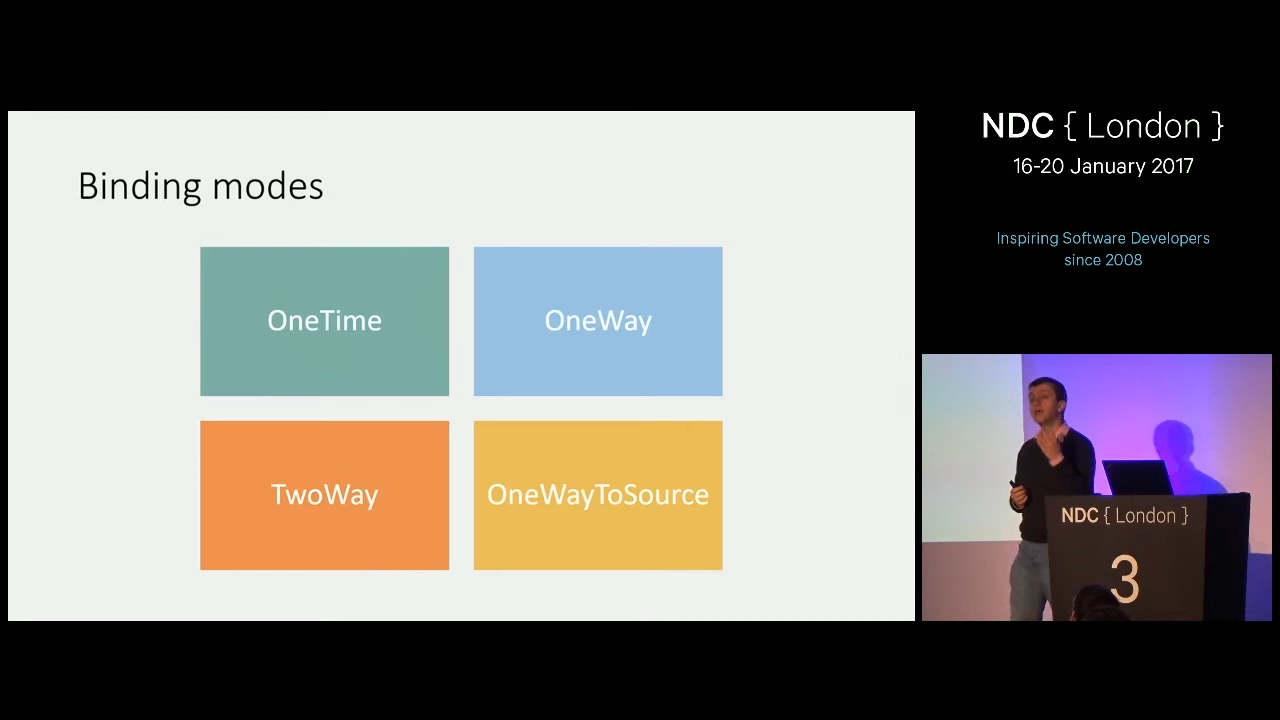 Binding modes
OneTime
OneWay
TwoWay
OneWayToSource
NDC { London }
16-20 January 2017
Inspiring Software Developers
since 2008
NDC { London }
3